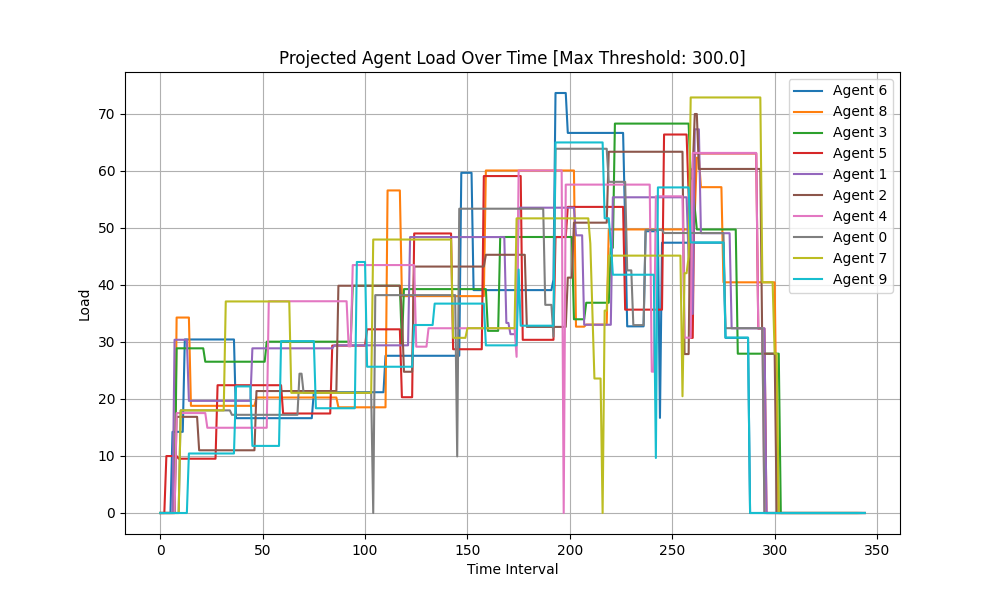 Projected Agent Load Over Time [Max Threshold: 300.0]
Load
70
60
50
40
30
20
10
0
0 50 100 150 200 250 300 350
Time Interval
Agent 6
Agent 8
Agent 3
Agent 5
Agent 1
Agent 2
Agent 4
Agent 0
Agent 7
Agent 9